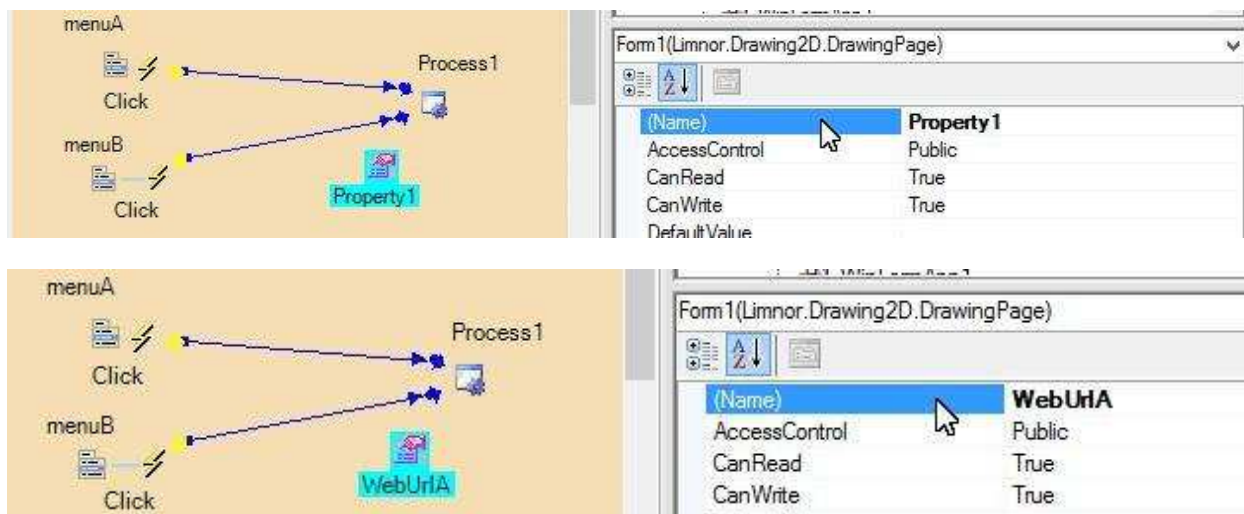 menuA
Click
Process1
menuB
Click
Property1
Form1(Limnor.Drawing2D.DrawingPage)
(Name) Property1
AccessControl Public
CanRead True
CanWrite True
DefaultValue
menuA
Click
Process1
menuB
Click
WebUrlA
Form1(Limnor.Drawing2D.DrawingPage)
(Name) WebUrlA
AccessControl Public
CanRead True
CanWrite True